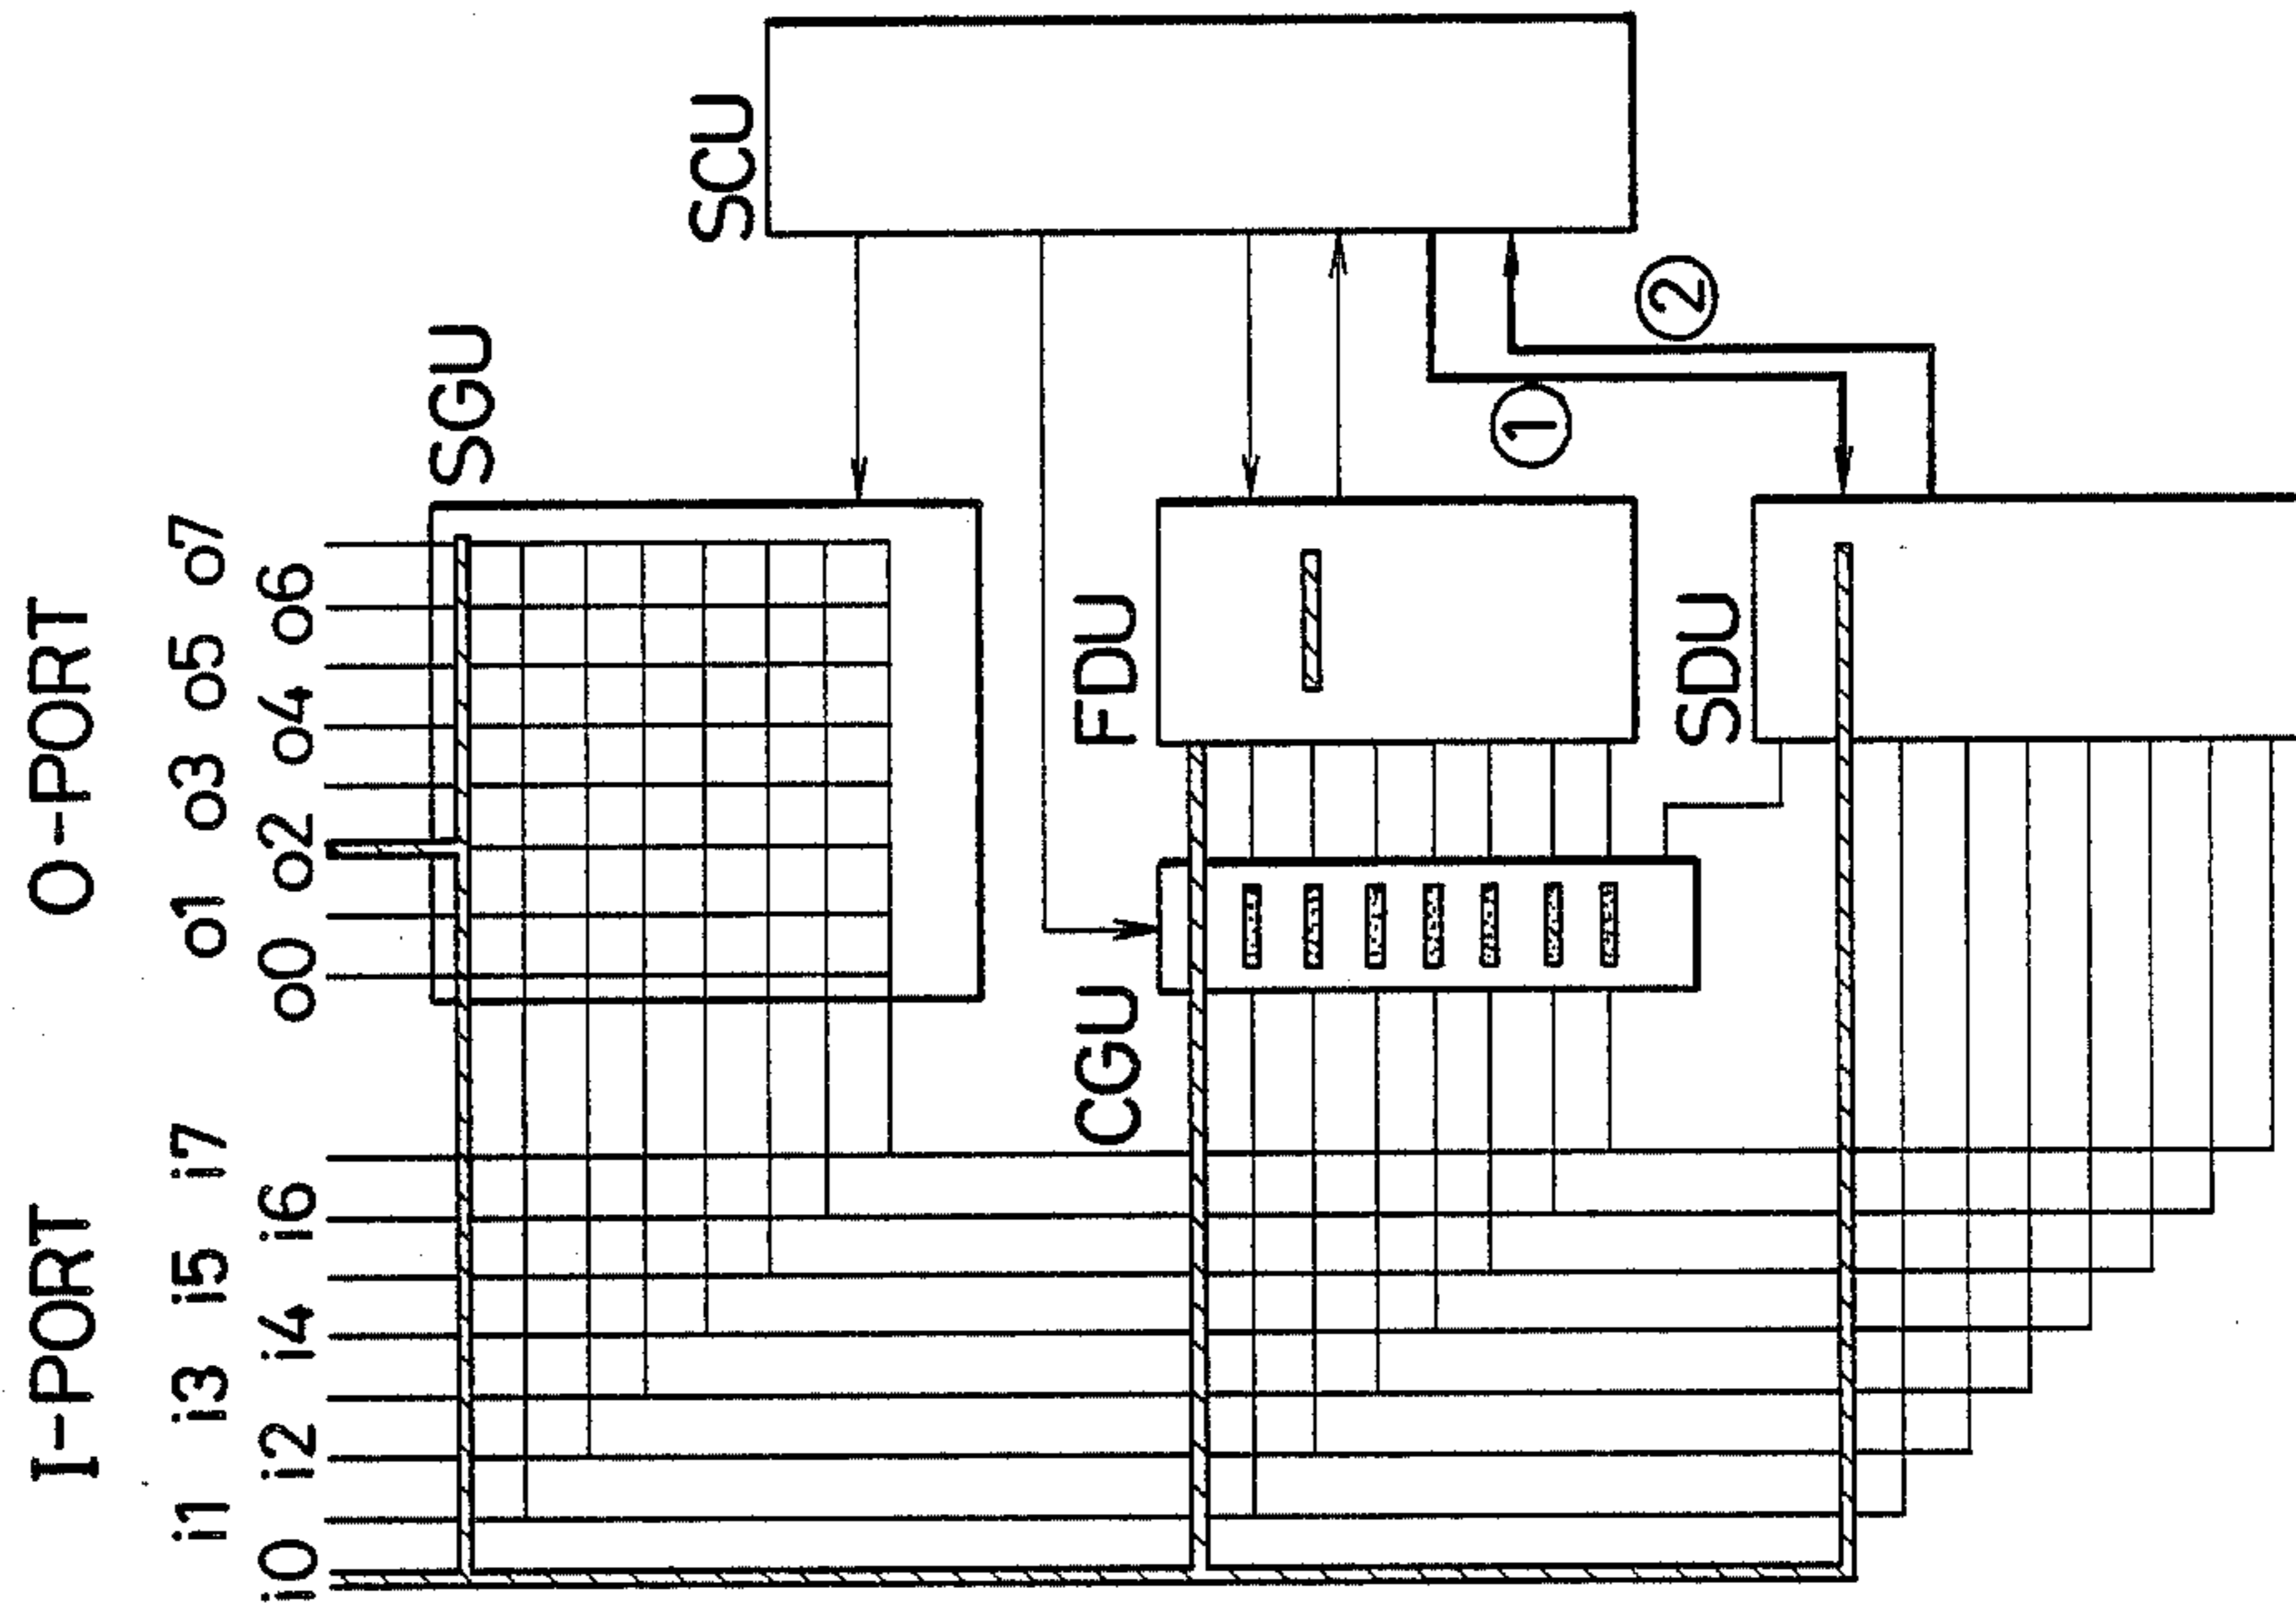 I-PORT O-PORT
i1 i3 i5 i7 o1 o3 o5 o7
i0 i2 i4 i6 o0 o2 o4 o6
SGU
SCU
CGU FDU
①
②
SDU